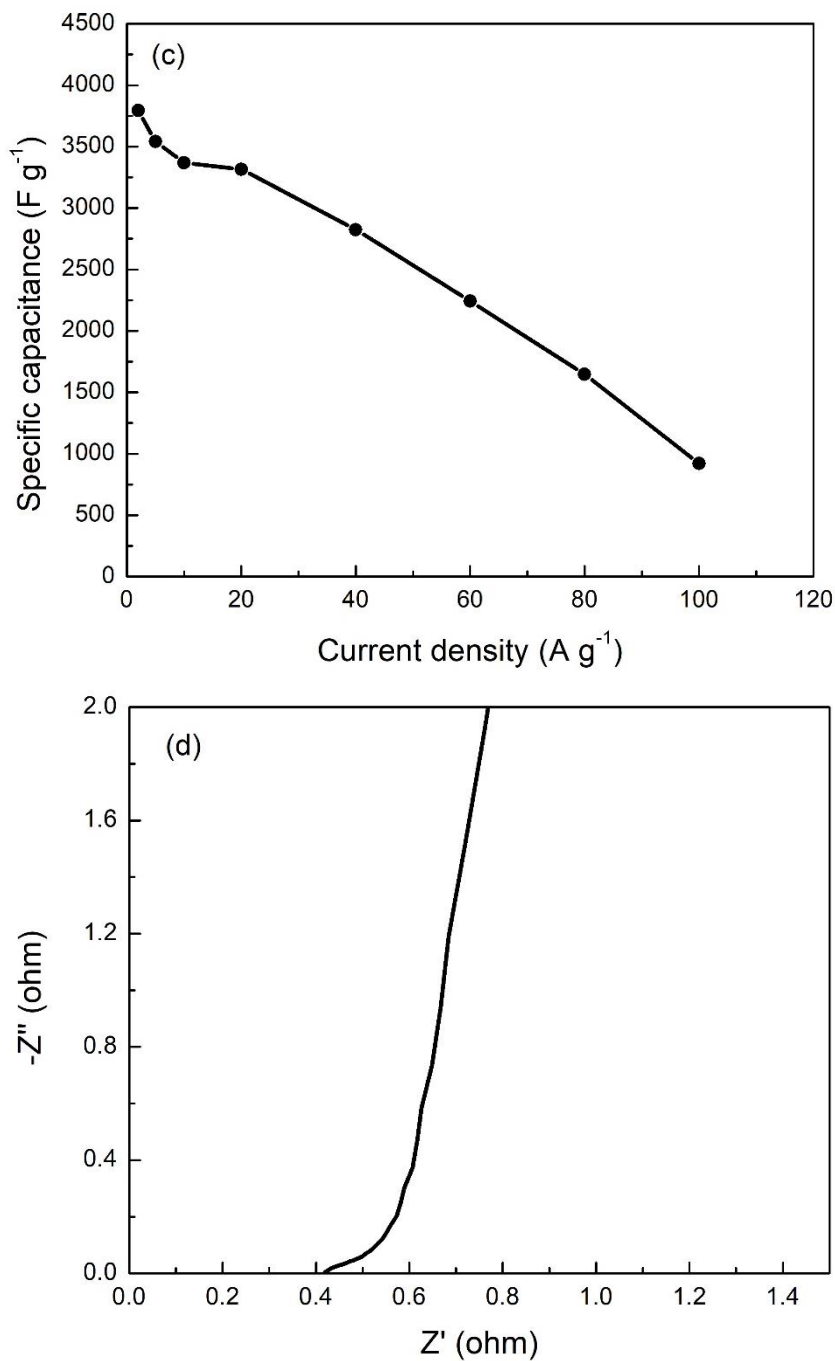 (c)
Specific capacitance (F g⁻¹)
4500
4000
3500
3000
2500
2000
1500
1000
500
0
0 20 40 60 80 100 120
Current density (A g⁻¹)
(d)
-Z" (ohm)
2.0
1.6
1.2
0.8
0.4
0.0
0.0 0.2 0.4 0.6 0.8 1.0 1.2 1.4
Z' (ohm)